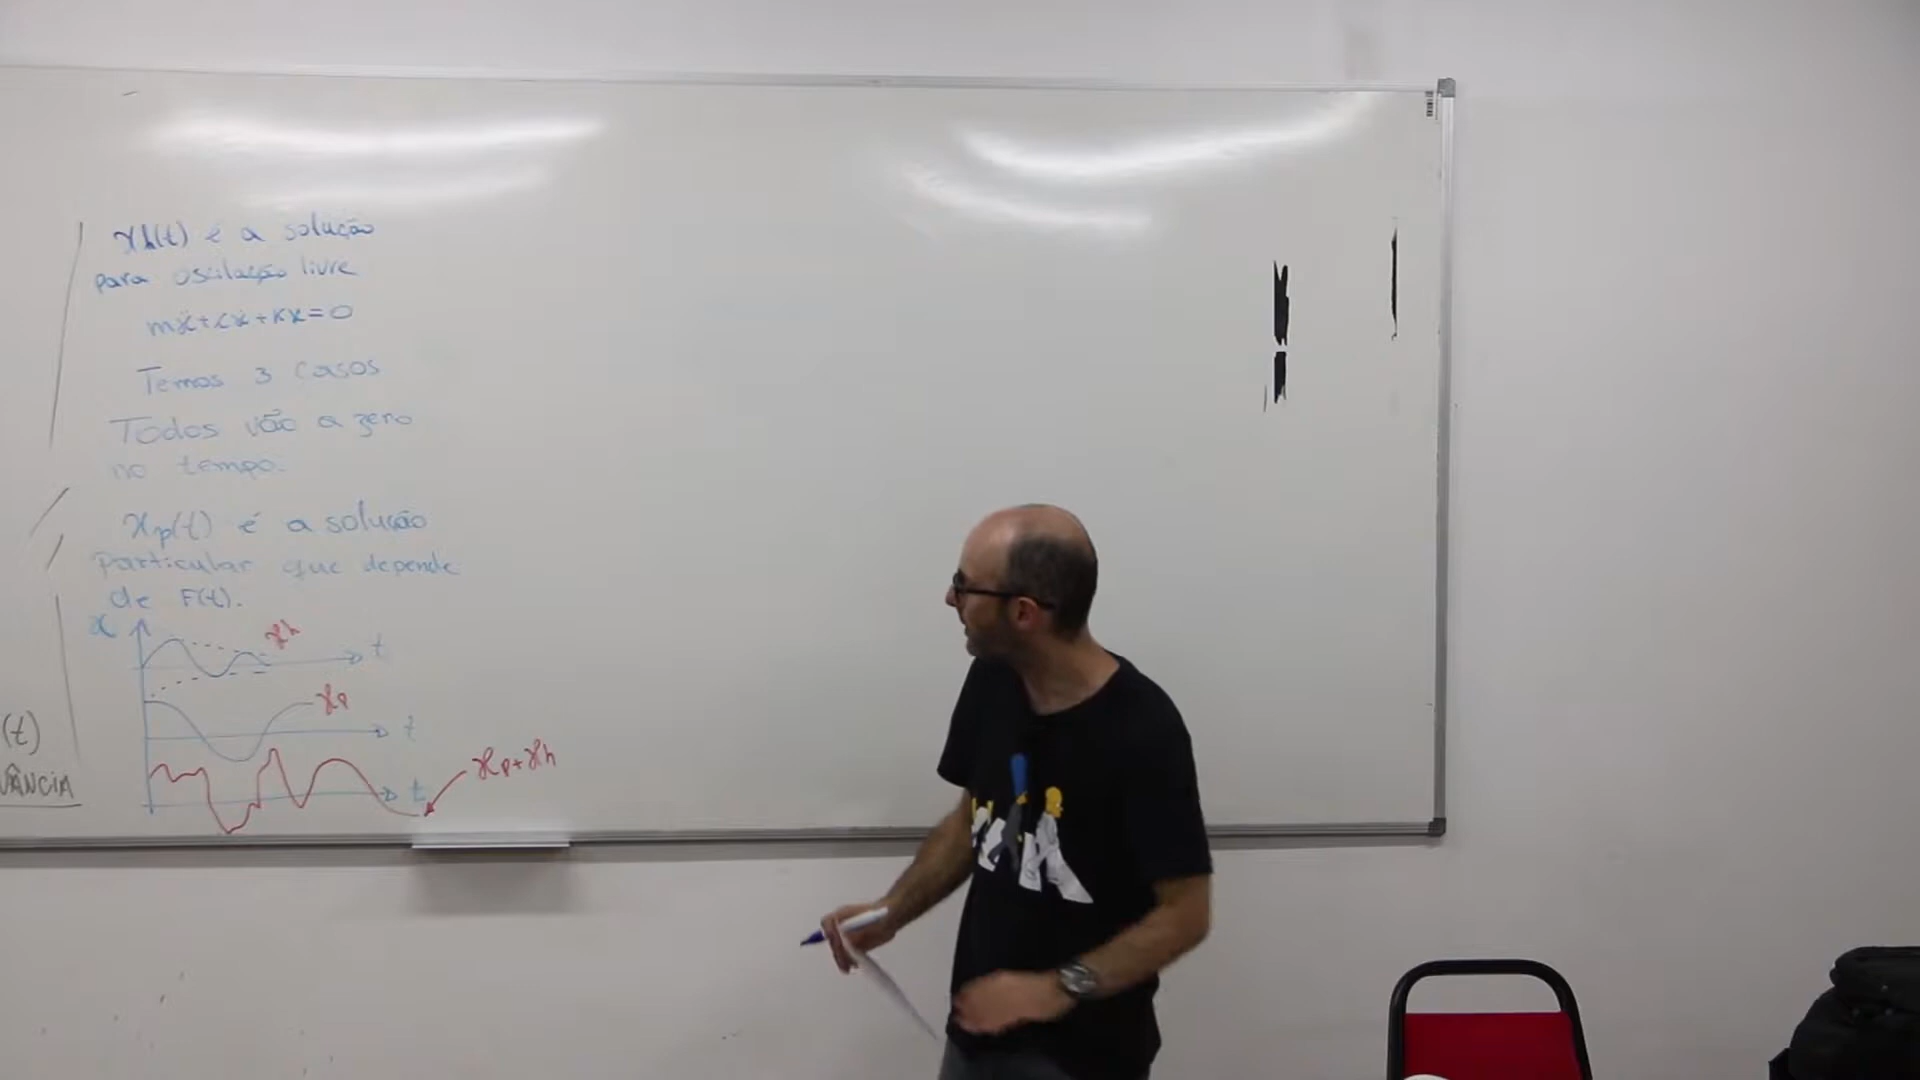 xh(t) é a solução
para oscilação livre
mẍ+cẋ+kx=0
Temos 3 casos
Todos vão a zero
no tempo.
xp(t) é a solução
particular que depende
de F(t).
x
xh
t
xp
t
xp+xh
t
(t)
VÂNCIA